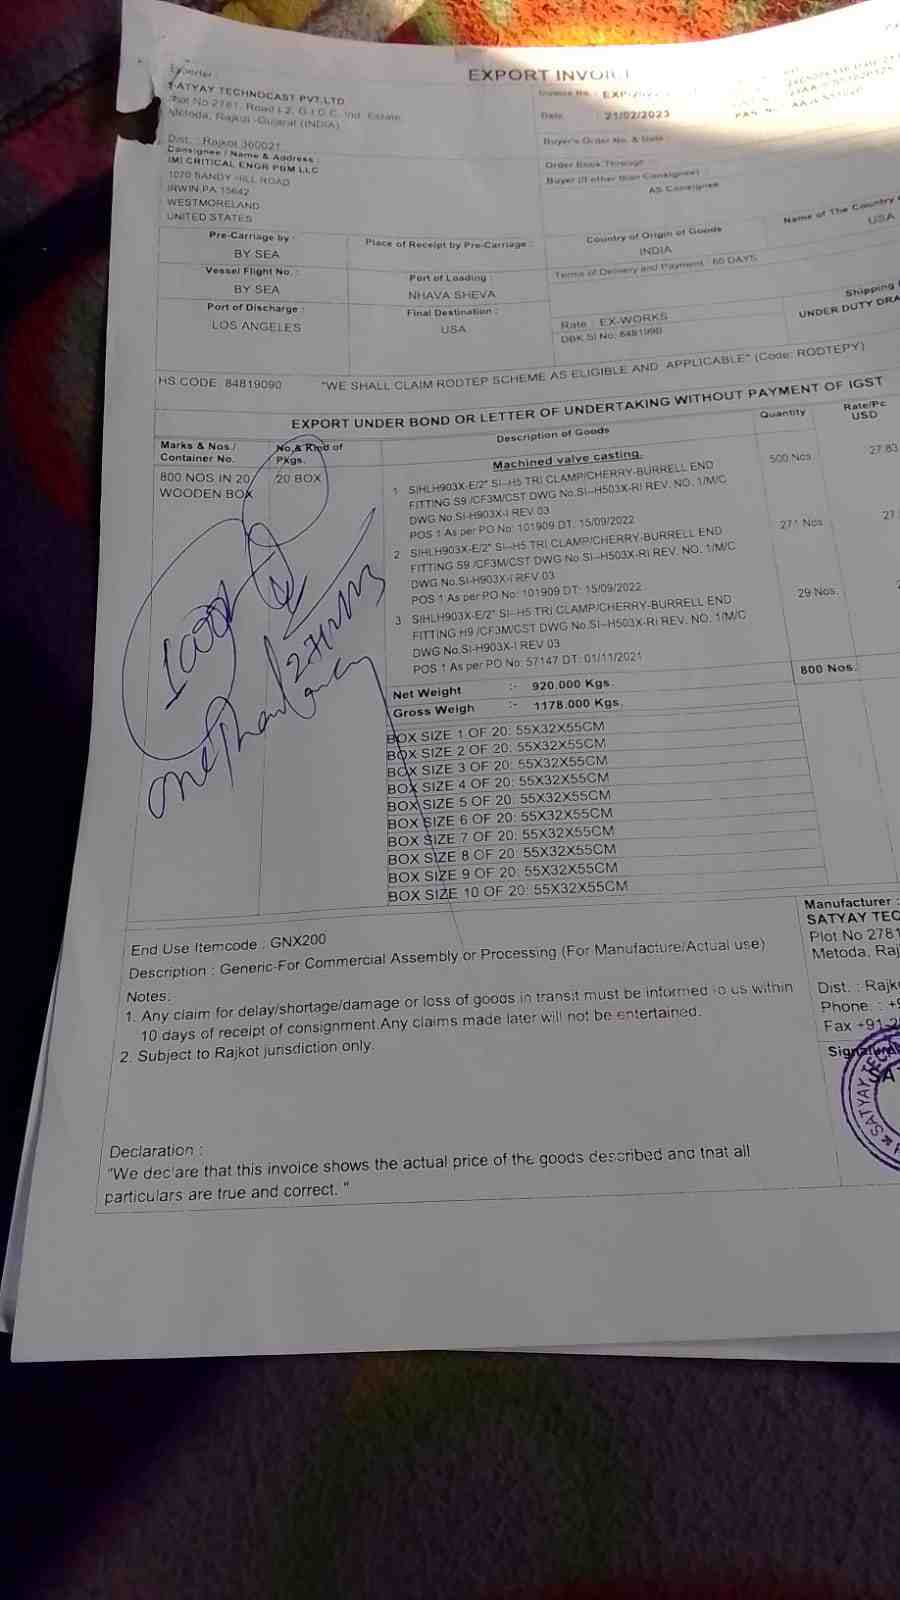 EXPORT INVOICE
Exporter
SATYAY TECHNOCAST PVT.LTD.
Plot No 2781, Road L2, G.I.D.C. Ind. Estate
Metoda, Rajkot -Gujarat (INDIA)
Dist. : Rajkot 360021
Consignee / Name & Address :
IMI CRITICAL ENGR PBM LLC
1070 SANDY HILL ROAD
IRWIN,PA 15642
WESTMORELAND
UNITED STATES
Invoice No. :
Date : 21/02/2023
Buyer's Order No. & Date :
Order Book Through :
Buyer (If other than Consignee)
AS Consignee
Pre-Carriage by :
BY SEA
Place of Receipt by Pre-Carriage :
Country of Origin of Goods
INDIA
Name of The Country
USA
Vessel Flight No. :
BY SEA
Port of Loading :
NHAVA SHEVA
Terms of Delivery and Payment : 60 DAYS
Port of Discharge :
LOS ANGELES
Final Destination :
USA
Rate : EX-WORKS
DBK.SI No: 848199B
Shipping
UNDER DUTY DRA
HS CODE 84819090 "WE SHALL CLAIM RODTEP SCHEME AS ELIGIBLE AND APPLICABLE" (Code: RODTEPY)
EXPORT UNDER BOND OR LETTER OF UNDERTAKING WITHOUT PAYMENT OF IGST
Marks & Nos./
Container No.
No.& Kind of
Pkgs.
Description of Goods
Quantity
Rate/Pc
USD
800 NOS IN 20
WOODEN BOX
20 BOX
Machined valve casting.
1 SIHLH903X-E/2" SI--H5 TRI CLAMP/CHERRY-BURRELL END 500 Nos 27.83
FITTING S9 /CF3M/CST DWG No.SI--H503X-RI REV. NO. 1/M/C
DWG No.SI-H903X-I REV 03
POS 1 As per PO No: 101909 DT: 15/09/2022
2 SIHLH903X-E/2" SI--H5 TRI CLAMP/CHERRY-BURRELL END 271 Nos
FITTING S9 /CF3M/CST DWG No.SI--H503X-RI REV. NO. 1/M/C
DWG No.SI-H903X-I REV 03
POS 1 As per PO No: 101909 DT: 15/09/2022
3 SIHLH903X-E/2" SI--H5 TRI CLAMP/CHERRY-BURRELL END 29 Nos.
FITTING H9 /CF3M/CST DWG No.SI--H503X-RI REV. NO. 1/M/C
DWG No.SI-H903X-I REV 03
POS 1 As per PO No: 57147 DT: 01/11/2021
Net Weight :- 920.000 Kgs.
Gross Weigh :- 1178.000 Kgs.
800 Nos.
BOX SIZE 1 OF 20: 55X32X55CM
BOX SIZE 2 OF 20: 55X32X55CM
BOX SIZE 3 OF 20: 55X32X55CM
BOX SIZE 4 OF 20: 55X32X55CM
BOX SIZE 5 OF 20: 55X32X55CM
BOX SIZE 6 OF 20: 55X32X55CM
BOX SIZE 7 OF 20: 55X32X55CM
BOX SIZE 8 OF 20: 55X32X55CM
BOX SIZE 9 OF 20: 55X32X55CM
BOX SIZE 10 OF 20: 55X32X55CM
End Use Itemcode : GNX200
Description : Generic-For Commercial Assembly or Processing (For Manufacture/Actual use)
Notes:
1. Any claim for delay/shortage/damage or loss of goods in transit must be informed to us within
10 days of receipt of consignment.Any claims made later will not be entertained.
2. Subject to Rajkot jurisdiction only.
Manufacturer :
SATYAY TEC
Plot No 2781
Metoda, Raj
Dist. : Rajk
Phone. : +9
Fax +91-2
Signature
SATYAY TEC
Declaration :
"We declare that this invoice shows the actual price of the goods described and that all
particulars are true and correct. "